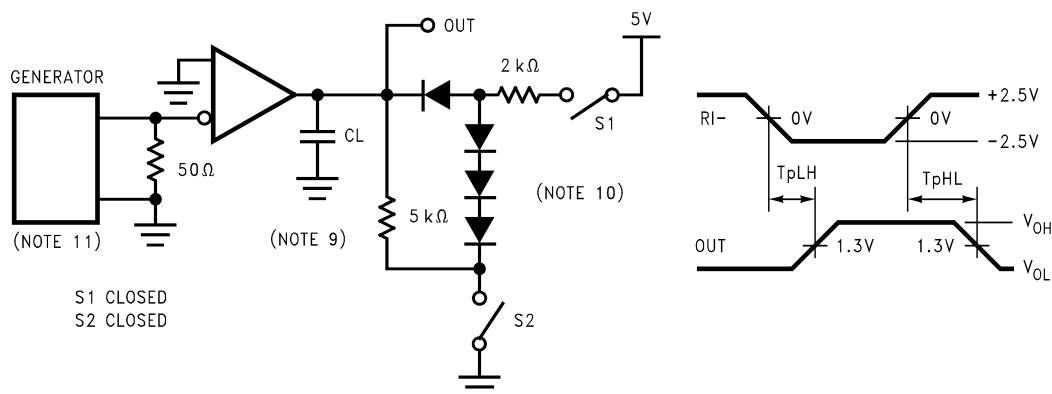 OUT
5V
2 kΩ
GENERATOR
S1
CL
50Ω
(NOTE 10)
5 kΩ
(NOTE 11)
(NOTE 9)
S1 CLOSED
S2 CLOSED
S2
+2.5V
RI−
0V
0V
−2.5V
TpLH
TpHL
VOH
OUT
1.3V
1.3V
VOL